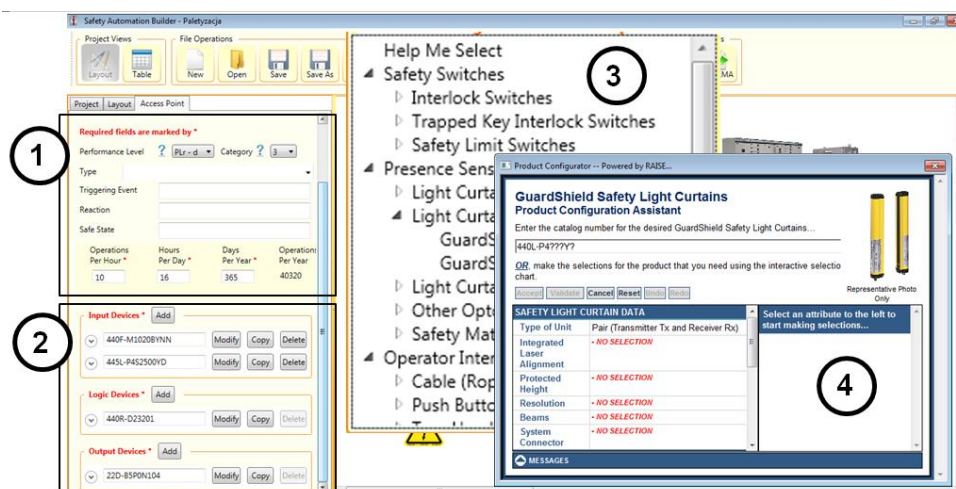 Safety Automation Builder - Paletyzacja
Project Views
File Operations
Layout
Table
New
Open
Save
Save As
MA
Project
Layout
Access Point
1
Required fields are marked by *
Performance Level ? PLr - d Category ? 3
Type
Triggering Event
Reaction
Safe State
Operations Per Hour *
Hours Per Day *
Days Per Year *
Operations Per Year
10
16
365
40320
2
Input Devices * Add
440F-M1020BYNN Modify Copy Delete
445L-P4S2500YD Modify Copy Delete
Logic Devices * Add
440R-D23201 Modify Copy Delete
Output Devices * Add
22D-B5P0N104 Modify Copy Delete
3
Help Me Select
Safety Switches
Interlock Switches
Trapped Key Interlock Switches
Safety Limit Switches
Presence Sens
Light Curta
Light Curta
GuardS
GuardS
Light Curta
Other Opto
Safety Mat
Operator Inter
Cable (Rop
Push Butto
Product Configurator -- Powered by RAISE...
GuardShield Safety Light Curtains
Product Configuration Assistant
Enter the catalog number for the desired GuardShield Safety Light Curtains...
440L-P4???Y?
OR, make the selections for the product that you need using the interactive selectio
chart.
Accept Validate Cancel Reset Undo Redo
Representative Photo
Only
SAFETY LIGHT CURTAIN DATA
Type of Unit Pair (Transmitter Tx and Receiver Rx)
Integrated Laser Alignment - NO SELECTION
Protected Height - NO SELECTION
Resolution - NO SELECTION
Beams - NO SELECTION
System Connector - NO SELECTION
Select an attribute to the left to
start making selections...
4
MESSAGES